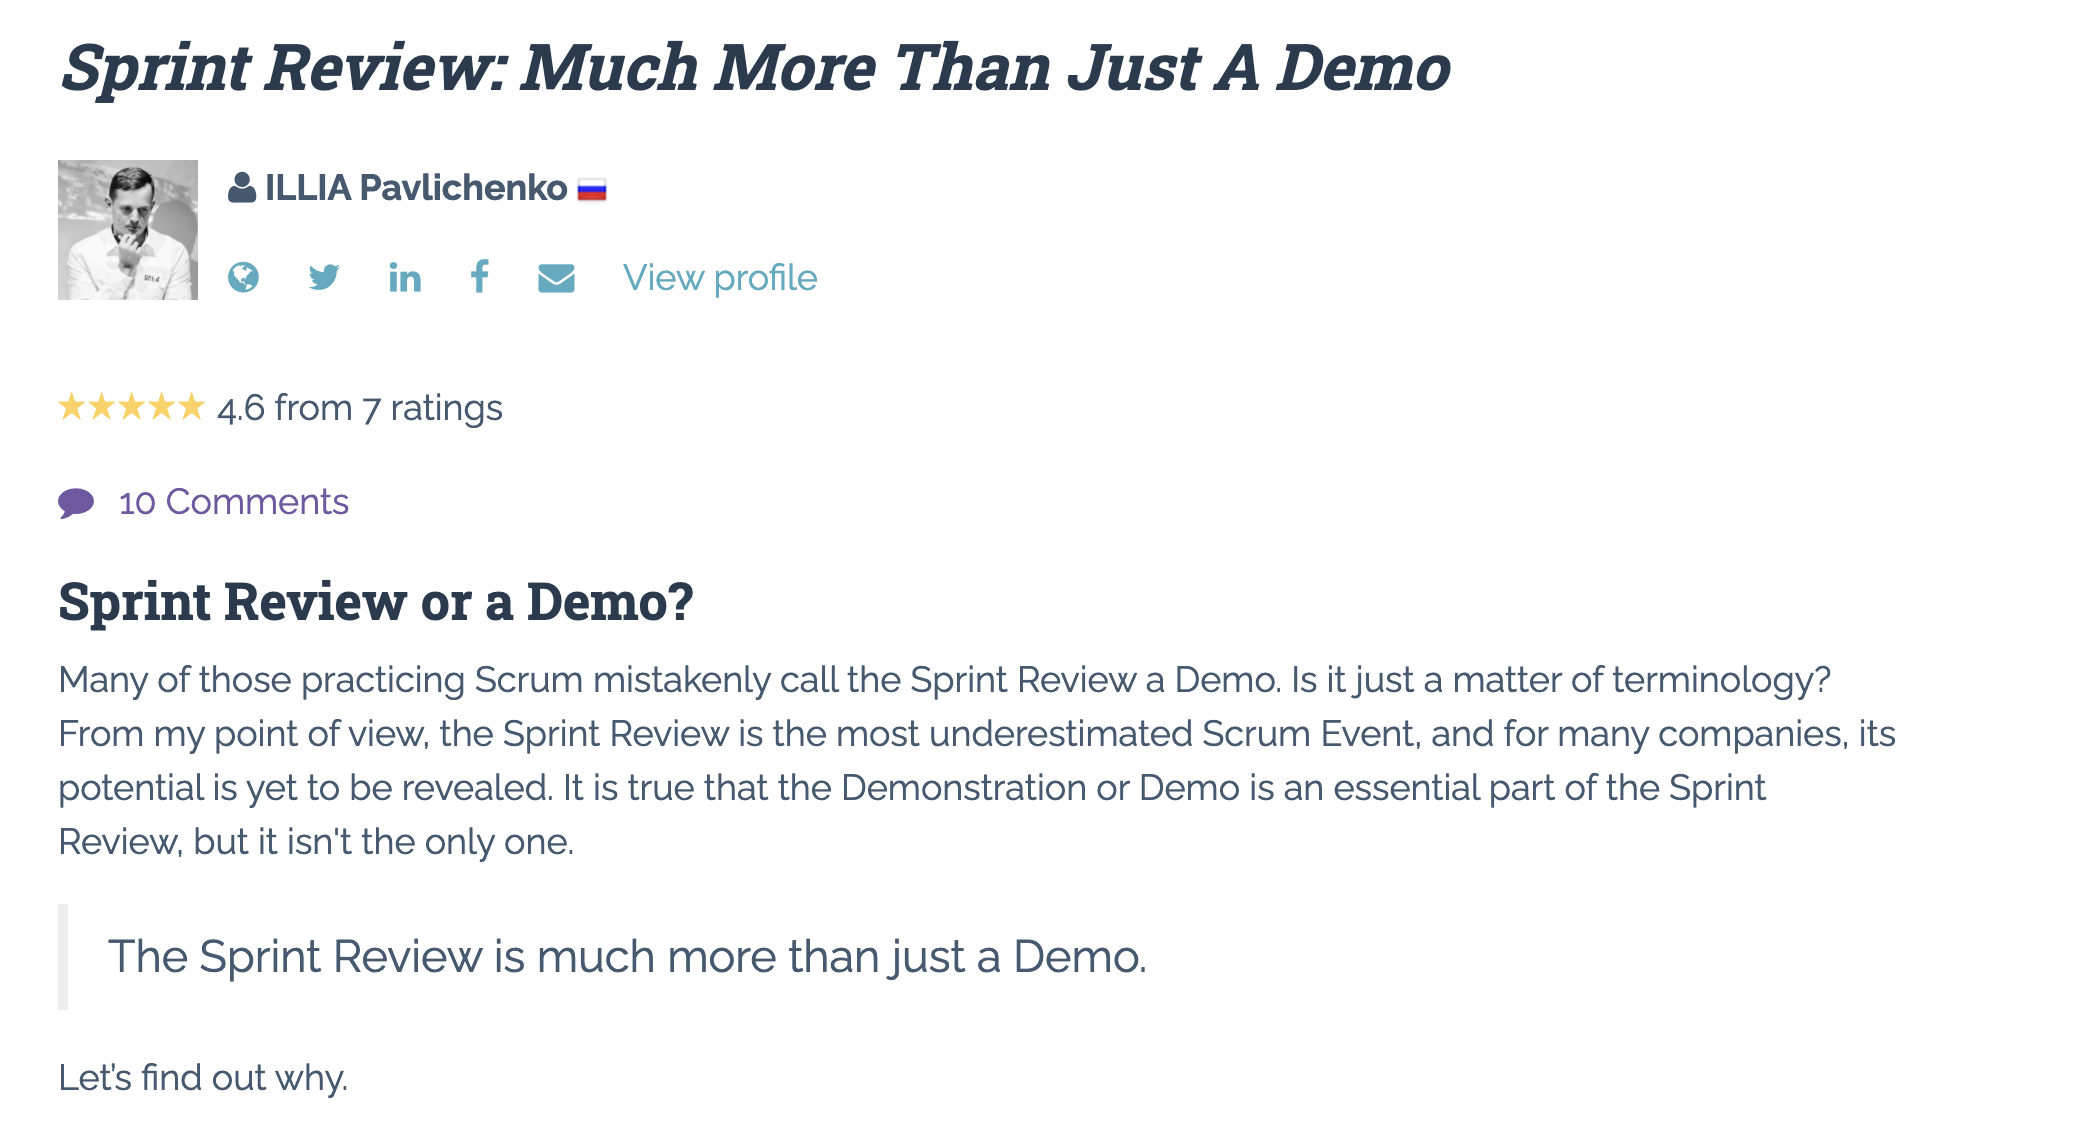 Sprint Review: Much More Than Just A Demo
ILLIA Pavlichenko
View profile
4.6 from 7 ratings
10 Comments
Sprint Review or a Demo?
Many of those practicing Scrum mistakenly call the Sprint Review a Demo. Is it just a matter of terminology?
From my point of view, the Sprint Review is the most underestimated Scrum Event, and for many companies, its
potential is yet to be revealed. It is true that the Demonstration or Demo is an essential part of the Sprint
Review, but it isn't the only one.
The Sprint Review is much more than just a Demo.
Let’s find out why.